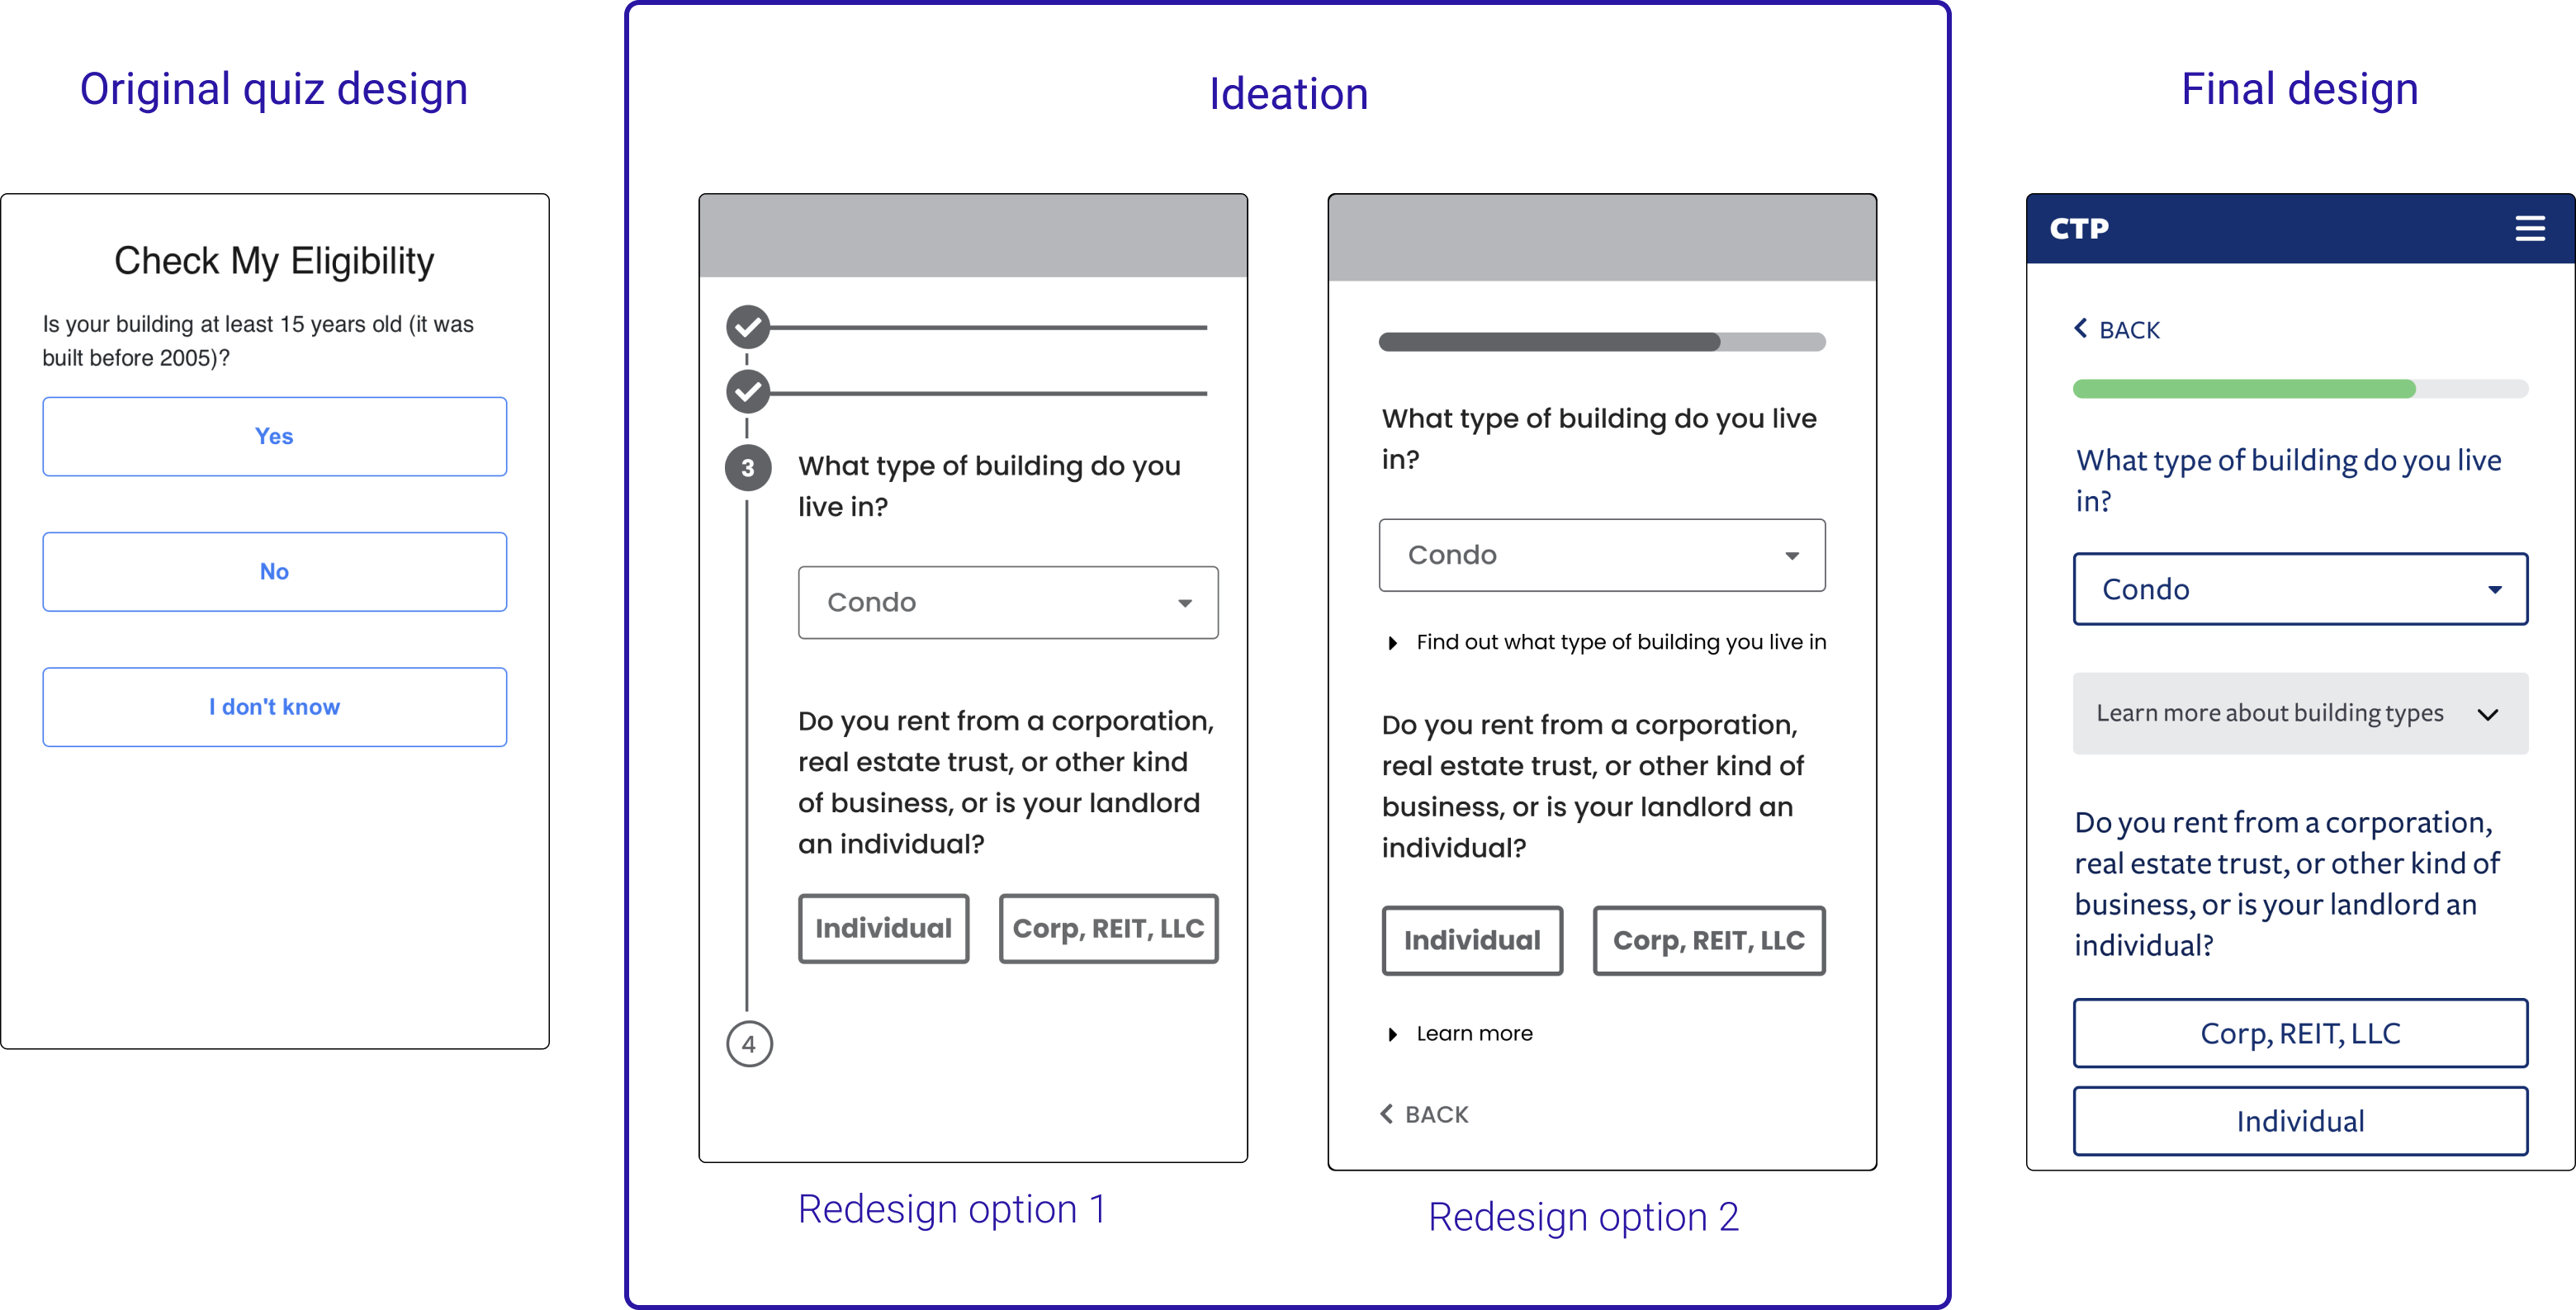 Original quiz design
Check My Eligibility
Is your building at least 15 years old (it was
built before 2005)?
Yes
No
I don't know
Ideation
3
What type of building do you
live in?
Condo
Do you rent from a corporation,
real estate trust, or other kind
of business, or is your landlord
an individual?
Individual
Corp, REIT, LLC
4
Redesign option 1
What type of building do you live
in?
Condo
Find out what type of building you live in
Do you rent from a corporation,
real estate trust, or other kind of
business, or is your landlord an
individual?
Individual
Corp, REIT, LLC
Learn more
BACK
Redesign option 2
Final design
CTP
BACK
What type of building do you live
in?
Condo
Learn more about building types
Do you rent from a corporation,
real estate trust, or other kind of
business, or is your landlord an
individual?
Corp, REIT, LLC
Individual